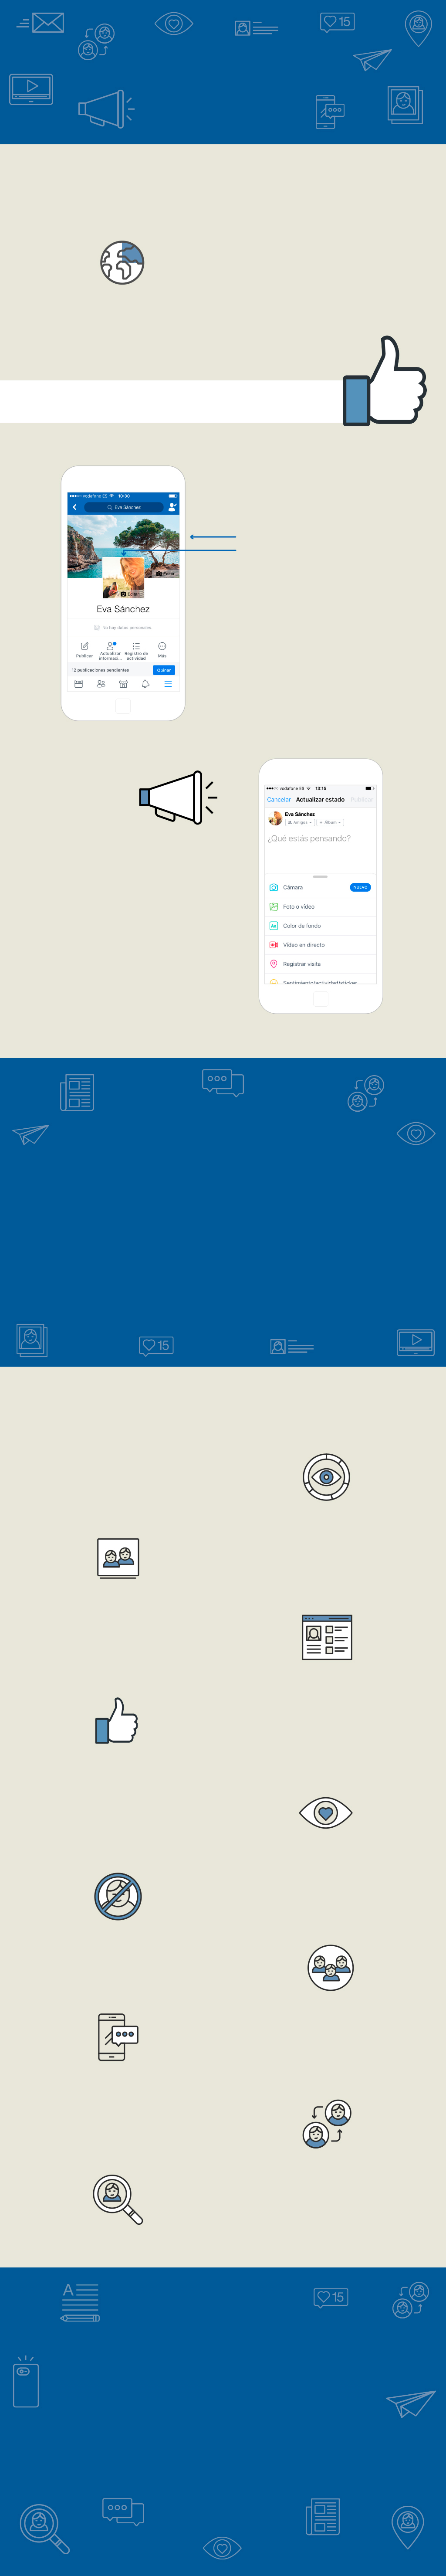 15
vodafone ES 16:30
Eva Sánchez
Editar
Editar
Eva Sánchez
No hay datos personales
Publicar
Actualizar informaci...
Registro de actividad
Más
12 publicaciones pendientes
Opinar
vodafone ES 13:15
Cancelar Actualizar estado Publicar
Eva Sánchez
Amigos + Álbum
¿Qué estás pensando?
Cámara NUEVO
Foto o vídeo
Aa Color de fondo
Vídeo en directo
Registrar visita
Sentimiento/actividad/sticker
15
A
15